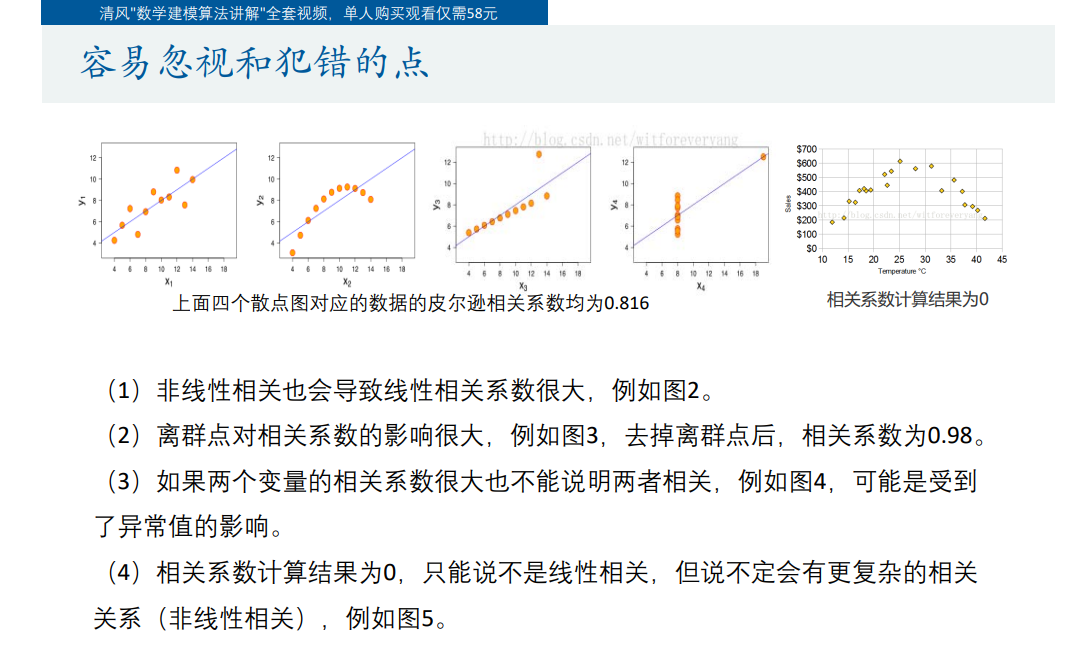 清风"数学建模算法讲解"全套视频，单人购买观看仅需58元
容易忽视和犯错的点
http://blog.csdn.net/witforeveryang
y₁
12
10
8
6
4
4 6 8 10 12 14 16 18
x₁
y₂
12
10
8
6
4
4 6 8 10 12 14 16 18
x₂
y₃
12
10
8
6
4
4 6 8 10 12 14 16 18
x₃
y₄
12
10
8
6
4
4 6 8 10 12 14 16 18
x₄
Sales
$700
$600
$500
$400
$300
$200
$100
$0
http://blog.csdn.net/witforeveryang
10 15 20 25 30 35 40 45
Temperature °C
上面四个散点图对应的数据的皮尔逊相关系数均为0.816
相关系数计算结果为0
（1）非线性相关也会导致线性相关系数很大，例如图2。
（2）离群点对相关系数的影响很大，例如图3，去掉离群点后，相关系数为0.98。
（3）如果两个变量的相关系数很大也不能说明两者相关，例如图4，可能是受到
了异常值的影响。
（4）相关系数计算结果为0，只能说不是线性相关，但说不定会有更复杂的相关
关系（非线性相关），例如图5。